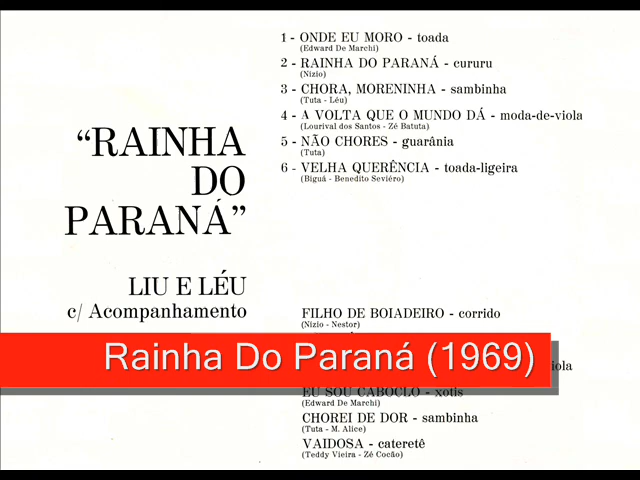 "RAINHA
DO
PARANÁ"
LIU E LÉU
c/ Acompanhamento
1 - ONDE EU MORO - toada
(Edward De Marchi)
2 - RAINHA DO PARANÁ - cururu
(Nízio)
3 - CHORA, MORENINHA - sambinha
(Tuta - Léu)
4 - A VOLTA QUE O MUNDO DÁ - moda-de-viola
(Lourival dos Santos - Zé Batuta)
5 - NÃO CHORES - guarânia
(Tuta)
6 - VELHA QUERÊNCIA - toada-ligeira
(Biguá - Benedito Seviéro)
FILHO DE BOIADEIRO - corrido
(Nízio - Nestor)
Rainha Do Paraná (1969)
EU SOU CABOCLO - xotis
(Edward De Marchi)
CHOREI DE DOR - sambinha
(Tuta - M. Alice)
VAIDOSA - cateretê
(Teddy Vieira - Zé Cocão)